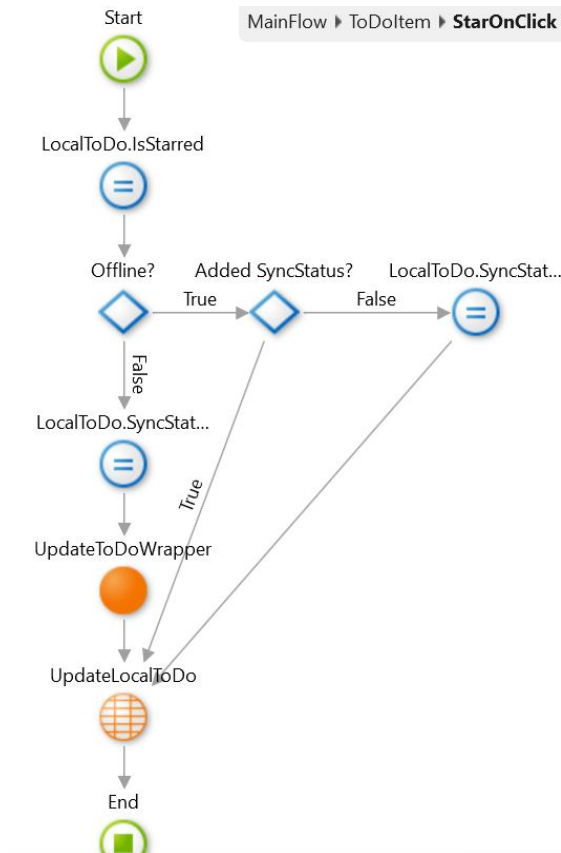 Start
MainFlow ToDoItem StarOnClick
LocalToDo.IsStarred
Offline?
Added SyncStatus?
LocalToDo.SyncStat...
True
False
False
LocalToDo.SyncStat...
True
UpdateToDoWrapper
UpdateLocalToDo
End